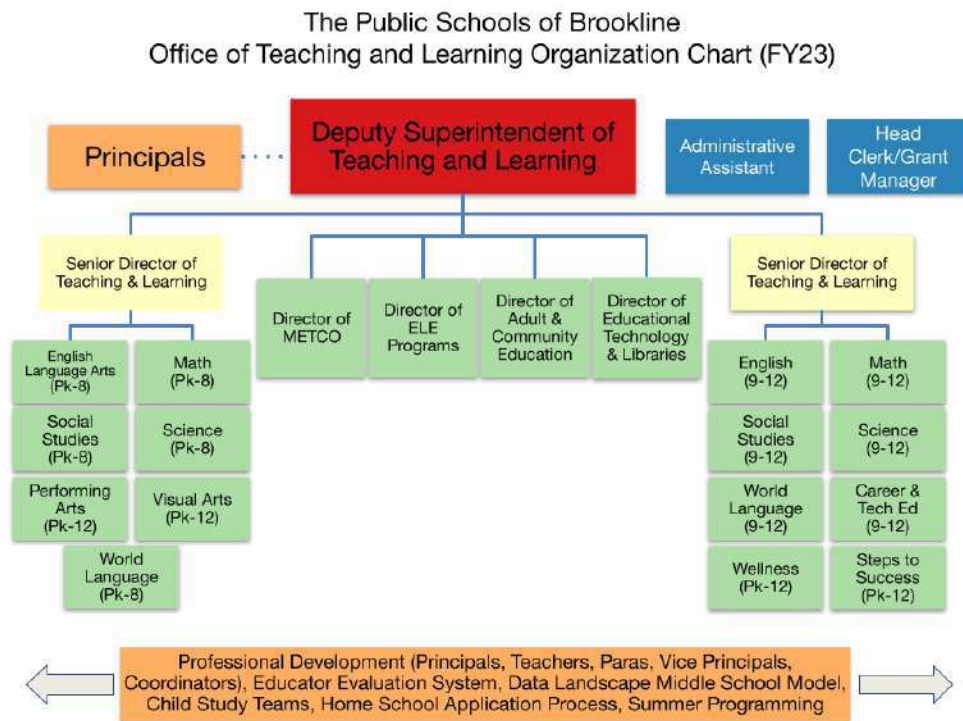 The Public Schools of Brookline
Office of Teaching and Learning Organization Chart (FY23)
Principals
Deputy Superintendent of
Teaching and Learning
Administrative
Assistant
Head
Clerk/Grant
Manager
Senior Director of
Teaching & Learning
Director of
METCO
Director of
ELE
Programs
Director of
Adult &
Community
Education
Director of
Educational
Technology
& Libraries
Senior Director of
Teaching & Learning
English
Language Arts
(Pk-8)
Math
(Pk-8)
Social
Studies
(Pk-8)
Science
(Pk-8)
Performing
Arts
(Pk-12)
Visual Arts
(Pk-12)
World
Language
(Pk-8)
English
(9-12)
Math
(9-12)
Social
Studies
(9-12)
Science
(9-12)
World
Language
(9-12)
Career &
Tech Ed
(9-12)
Wellness
(Pk-12)
Steps to
Success
(Pk-12)
Professional Development (Principals, Teachers, Paras, Vice Principals,
Coordinators), Educator Evaluation System, Data Landscape Middle School Model,
Child Study Teams, Home School Application Process, Summer Programming